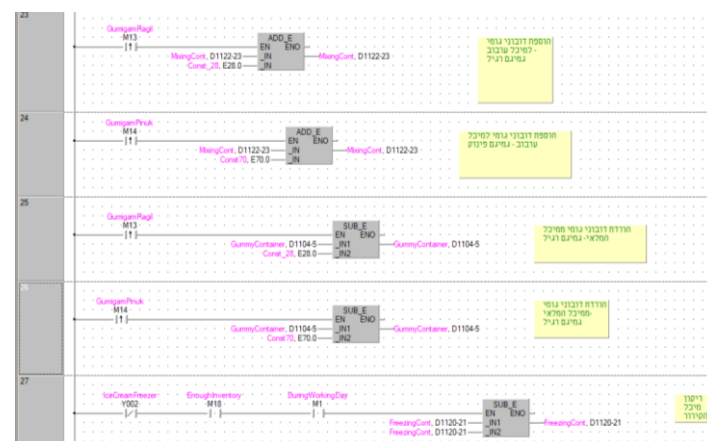 23
GumigamRagil
M13
ADD_E
EN ENO
MixingCont, D1122-23 _IN MixingCont, D1122-23
Const_28, E28.0 _IN
הוספת דובוני גומי
למיכל ערבוב -
גמיגם רגיל
24
GumigamPinuk
M14
ADD_E
EN ENO
MixingCont, D1122-23 _IN MixingCont, D1122-23
Const70, E70.0 _IN
הוספת דובוני גומי למיכל
ערבוב - גמיגם פינוק
25
GumigamRagil
M13
SUB_E
EN ENO
GummyContainer, D1104-5 _IN1 GummyContainer, D1104-5
Const_28, E28.0 _IN2
הורדת דובוני גומי ממיכל
המלאי- גמיגם רגיל
26
GumigamPinuk
M14
SUB_E
EN ENO
GummyContainer, D1104-5 _IN1 GummyContainer, D1104-5
Const70, E70.0 _IN2
הורדת דובוני גומי
ממיכל המלאי-
גמיגם רגיל
27
IceCreamFreezer EnoughInventory DuringWorkingDay
Y002 M18 M1
SUB_E
EN ENO
FreezingCont, D1120-21 _IN1 FreezingCont, D1120-21
FreezingCont, D1120-21 _IN2
ריקון
מיכל
הקירור